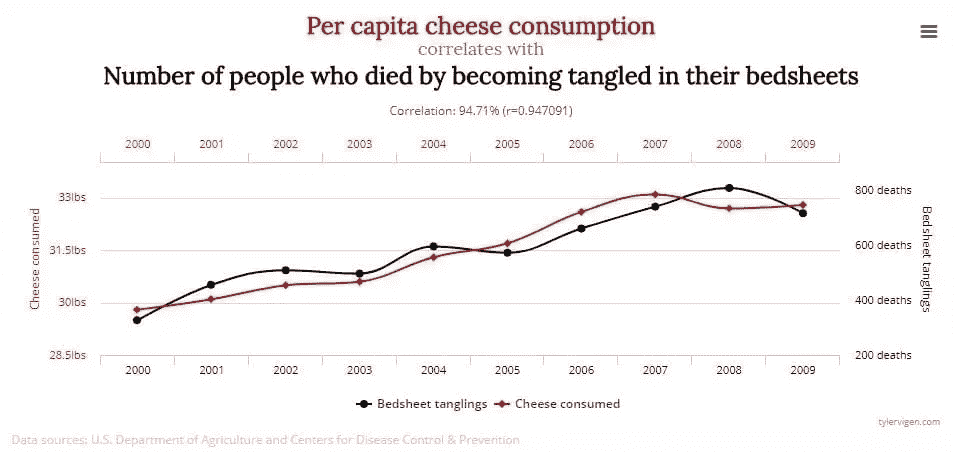 Per capita cheese consumption
correlates with
Number of people who died by becoming tangled in their bedsheets
Correlation: 94.71% (r=0.947091)
2000 2001 2002 2003 2004 2005 2006 2007 2008 2009
33lbs 800 deaths
31.5lbs 600 deaths
30lbs 400 deaths
28.5lbs 200 deaths
Cheese consumed
Bedsheet tanglings
2000 2001 2002 2003 2004 2005 2006 2007 2008 2009
Bedsheet tanglings Cheese consumed
tylervigen.com
Data sources: U.S. Department of Agriculture and Centers for Disease Control & Prevention